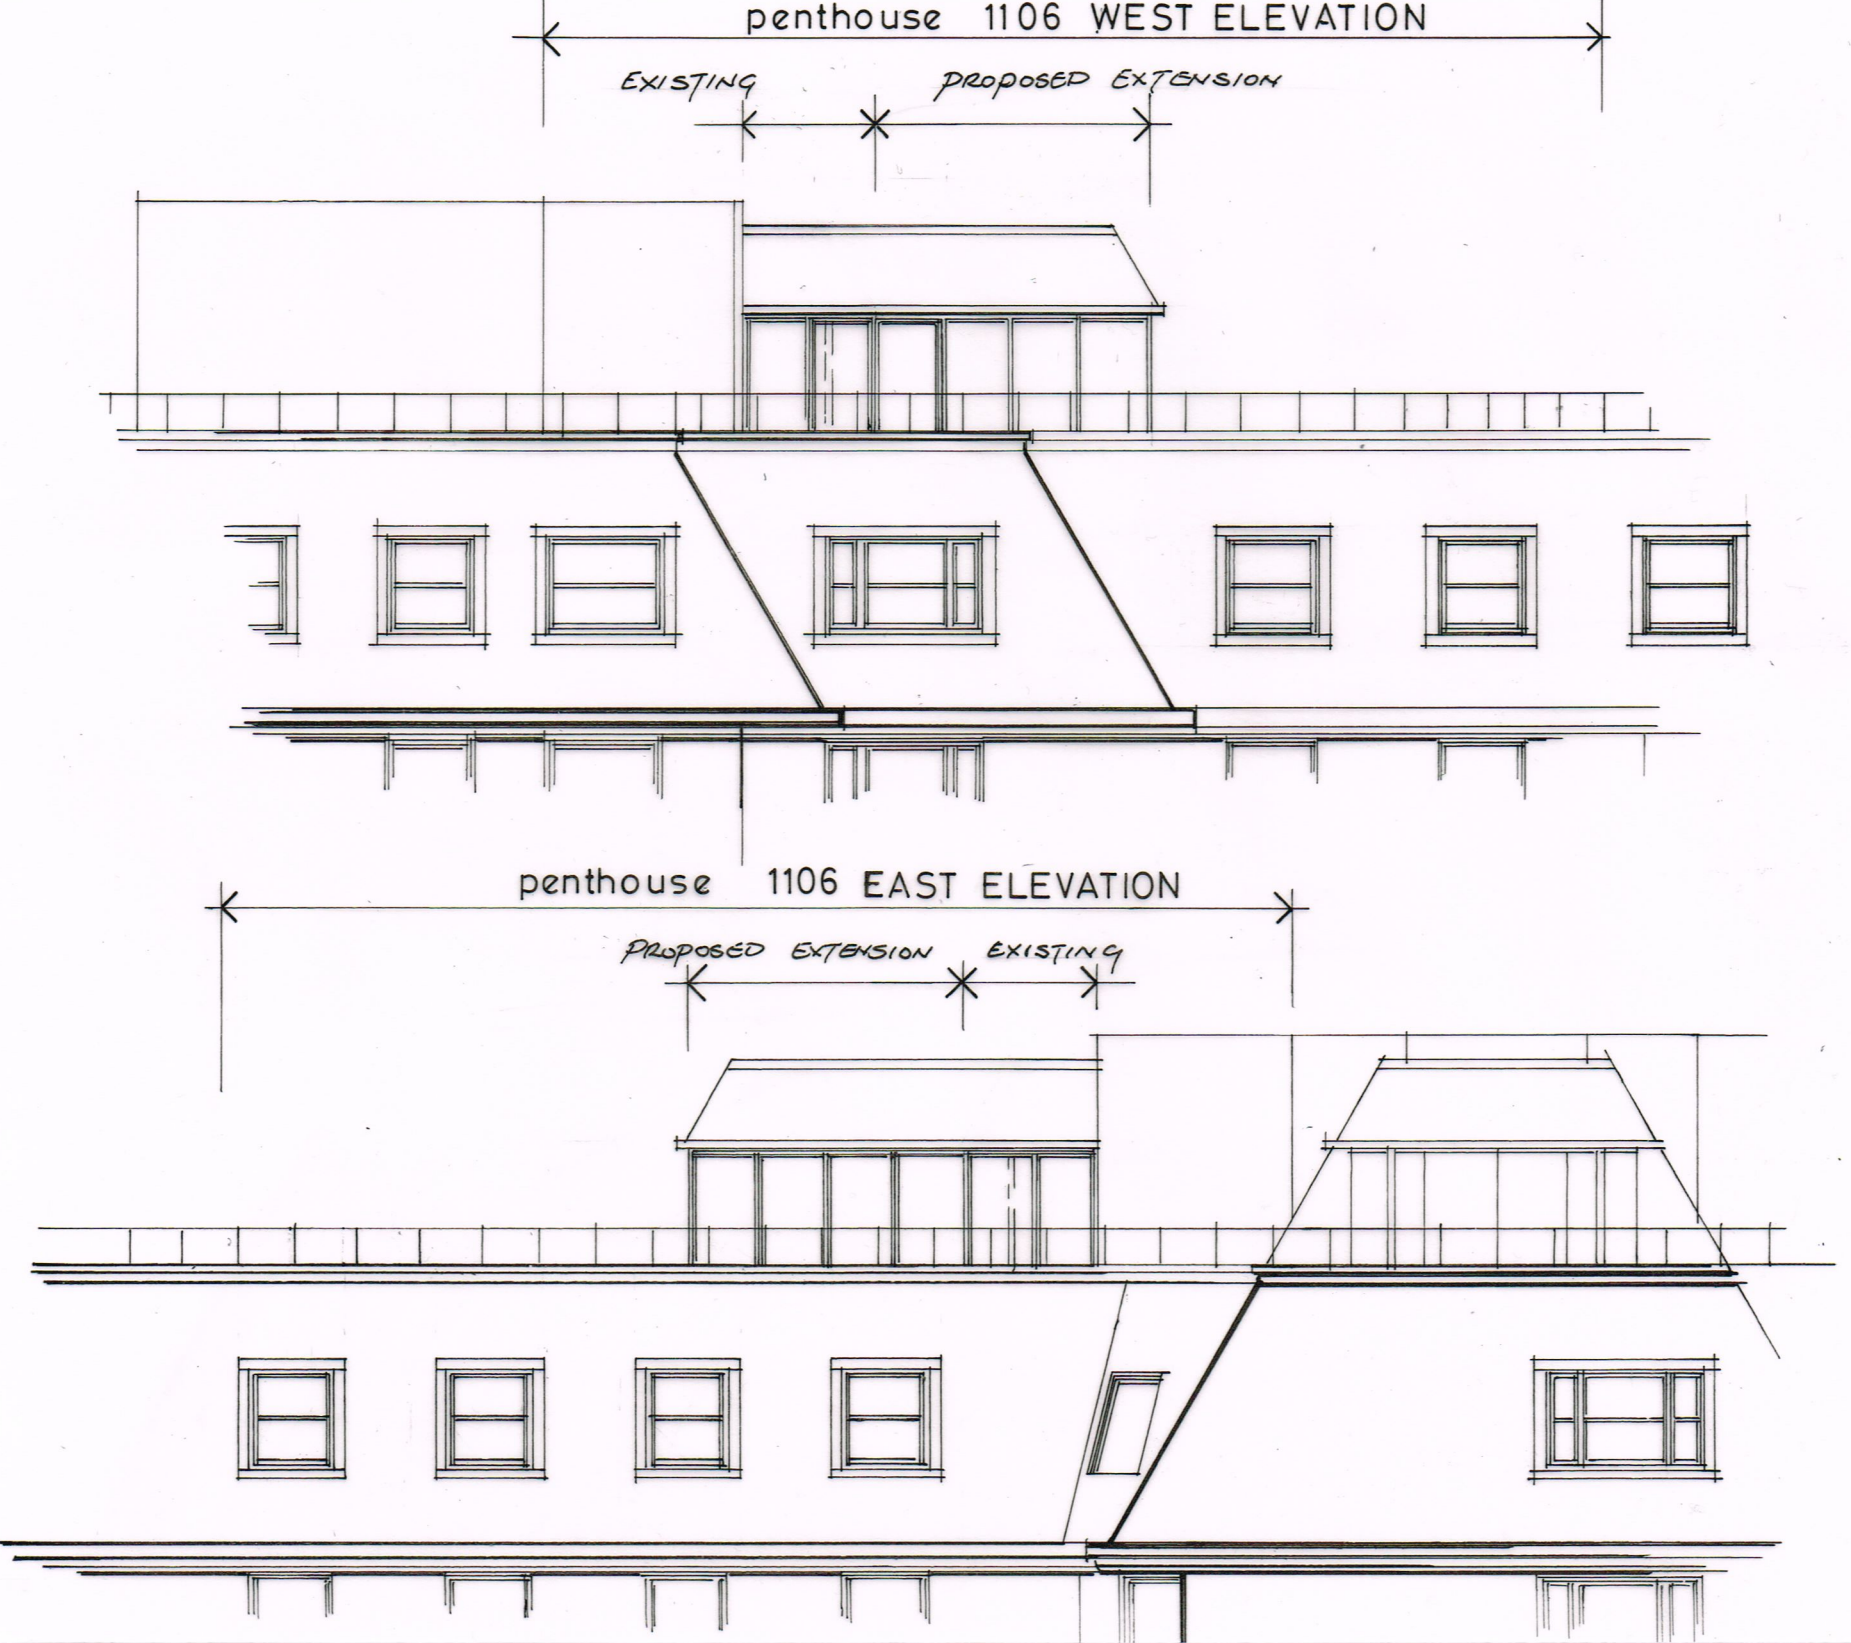 penthouse 1106 WEST ELEVATION
EXISTING PROPOSED EXTENSION
penthouse 1106 EAST ELEVATION
PROPOSED EXTENSION EXISTING